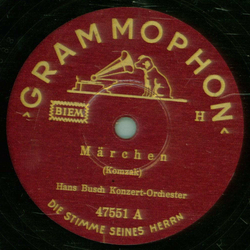 GRAMMOPHON
BIEM
H
Märchen
(Komzak)
Hans Busch Konzert-Orchester
47551 A
DIE STIMME SEINES HERRN